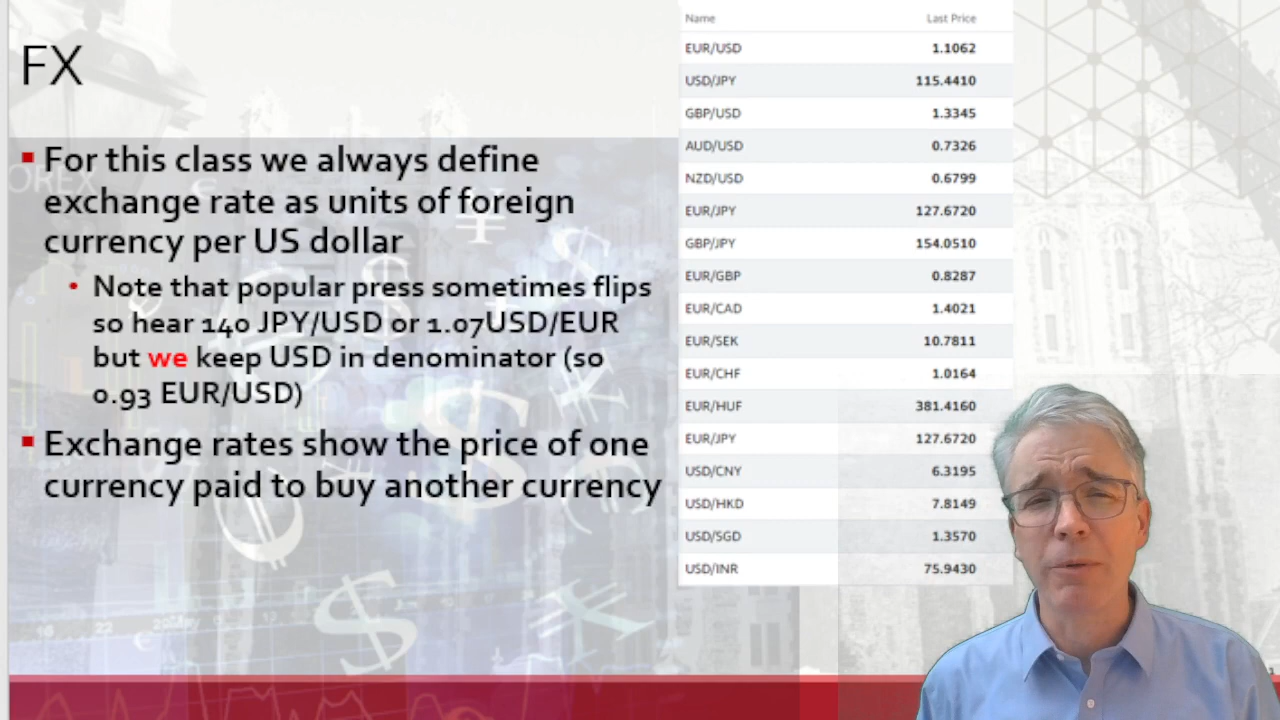 FX
For this class we always define
exchange rate as units of foreign
currency per US dollar
Note that popular press sometimes flips
so hear 140 JPY/USD or 1.07USD/EUR
but we keep USD in denominator (so
0.93 EUR/USD)
Exchange rates show the price of one
currency paid to buy another currency
Name Last Price
EUR/USD 1.1062
USD/JPY 115.4410
GBP/USD 1.3345
AUD/USD 0.7326
NZD/USD 0.6799
EUR/JPY 127.6720
GBP/JPY 154.0510
EUR/GBP 0.8287
EUR/CAD 1.4021
EUR/SEK 10.7811
EUR/CHF 1.0164
EUR/HUF 381.4160
EUR/JPY 127.6720
USD/CNY 6.3195
USD/HKD 7.8149
USD/SGD 1.3570
USD/INR 75.9430